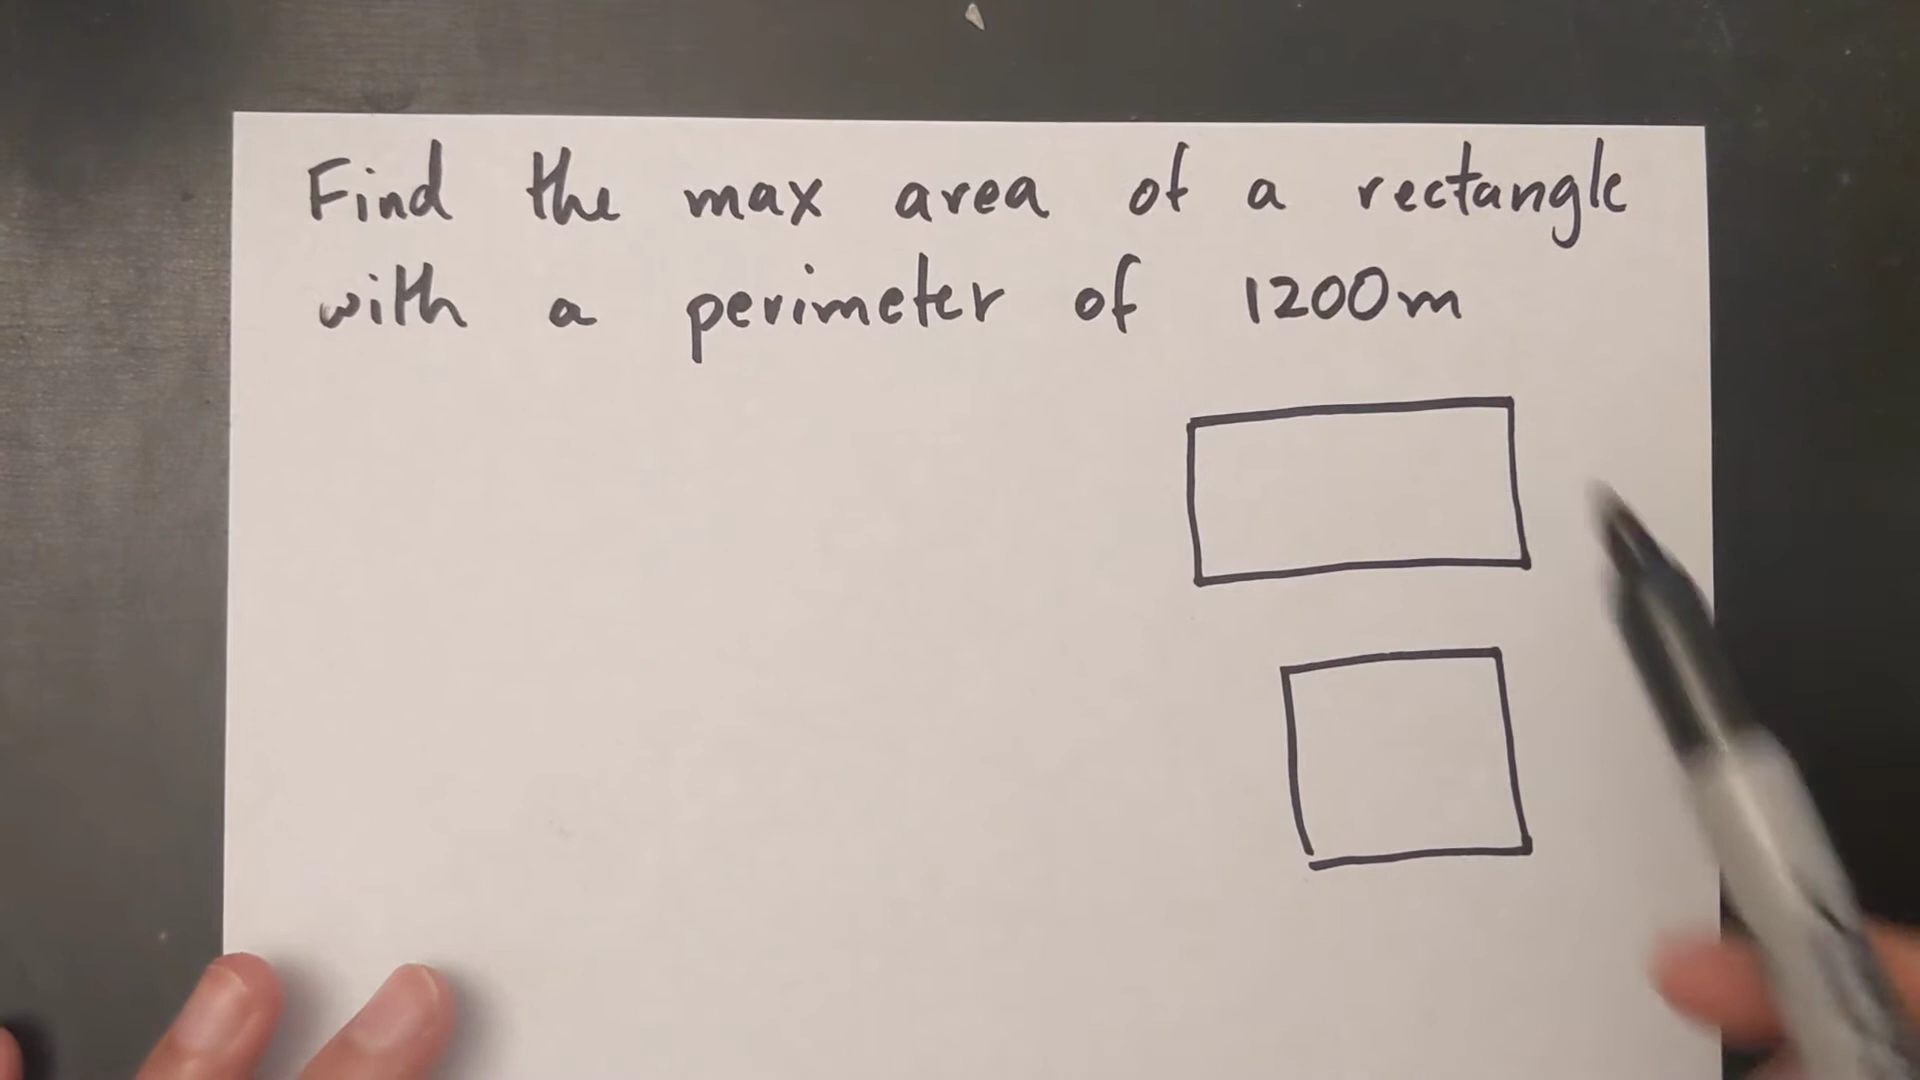 Find the max area of a rectangle
with a perimeter of 1200m